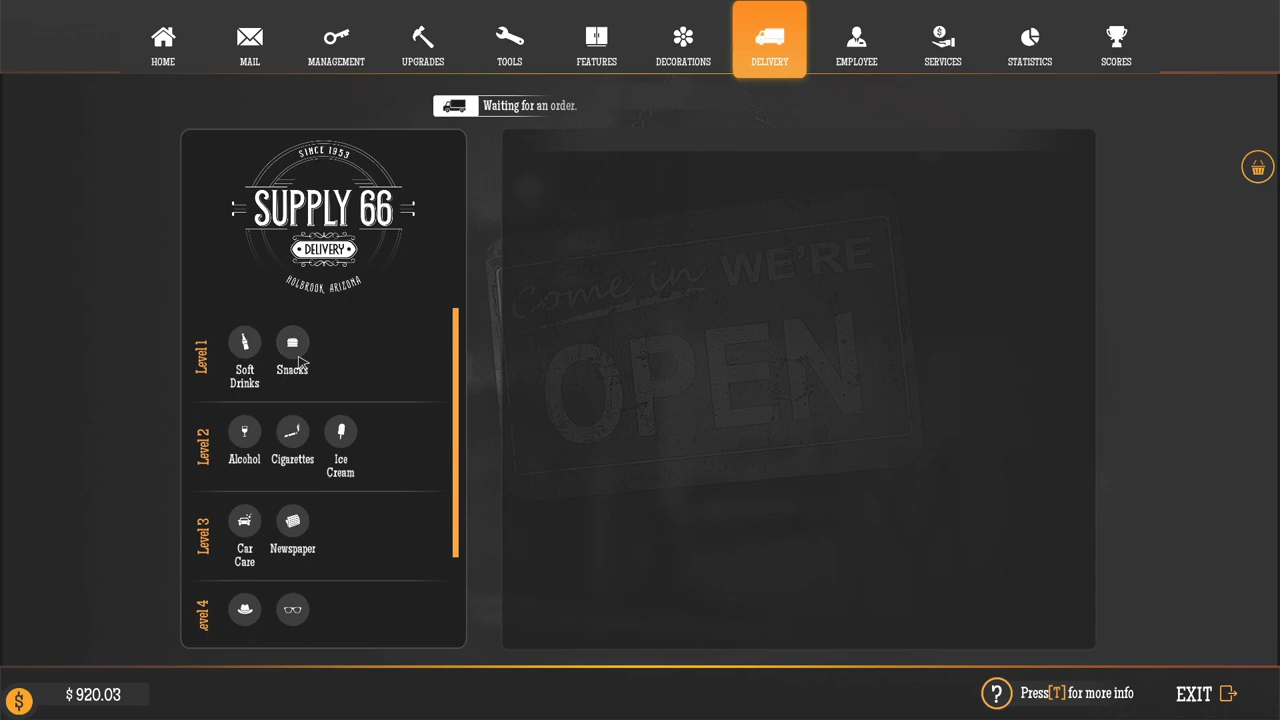 HOME MAIL MANAGEMENT UPGRADES TOOLS FEATURES DECORATIONS DELIVERY EMPLOYEE SERVICES STATISTICS SCORES
Waiting for an order.
SINCE 1953
SUPPLY 66
DELIVERY
HOLBROOK, ARIZONA
Come in WE'RE
OPEN
Level 1
Soft Drinks
Snacks
Level 2
Alcohol
Cigarettes
Ice Cream
Level 3
Car Care
Newspaper
evel 4
$ $ 920.03
? Press[T] for more info
EXIT